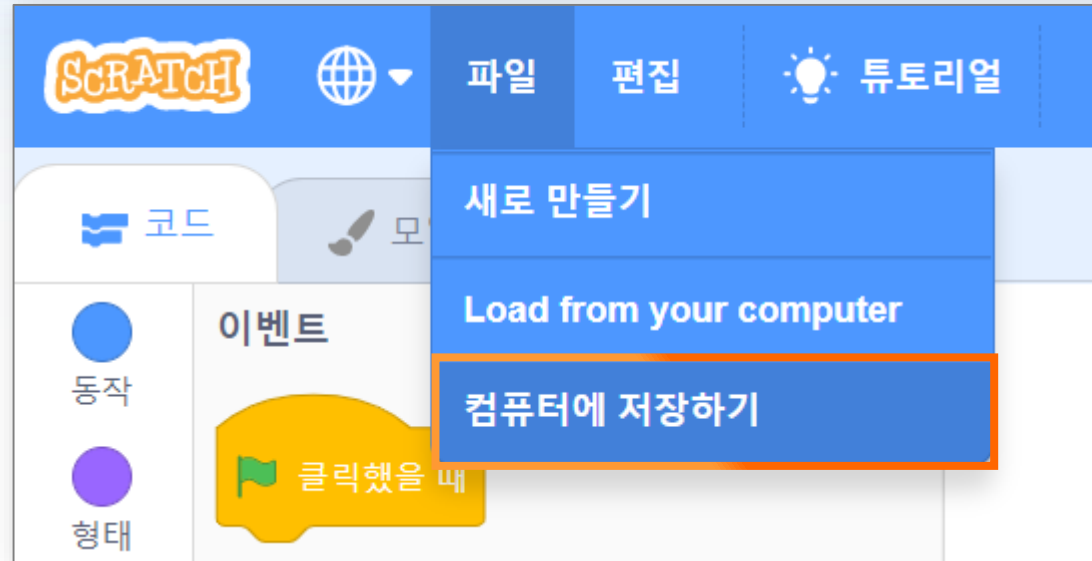 SCRATCH 파일 편집 튜토리얼
새로 만들기
코드
Load from your computer
이벤트
컴퓨터에 저장하기
동작
클릭했을 때
형태